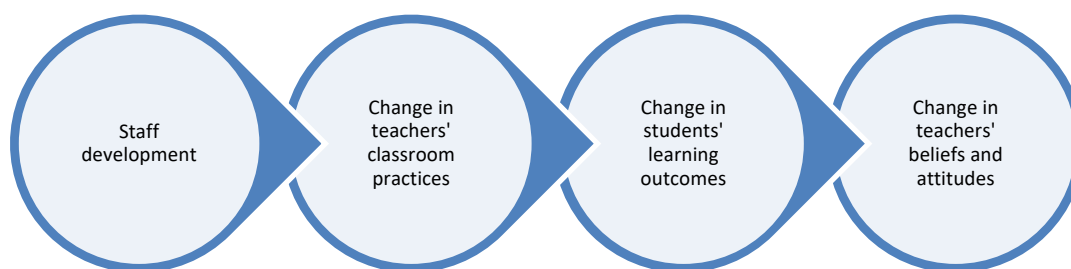 Staff
development
Change in
teachers'
classroom
practices
Change in
students'
learning
outcomes
Change in
teachers'
beliefs and
attitudes